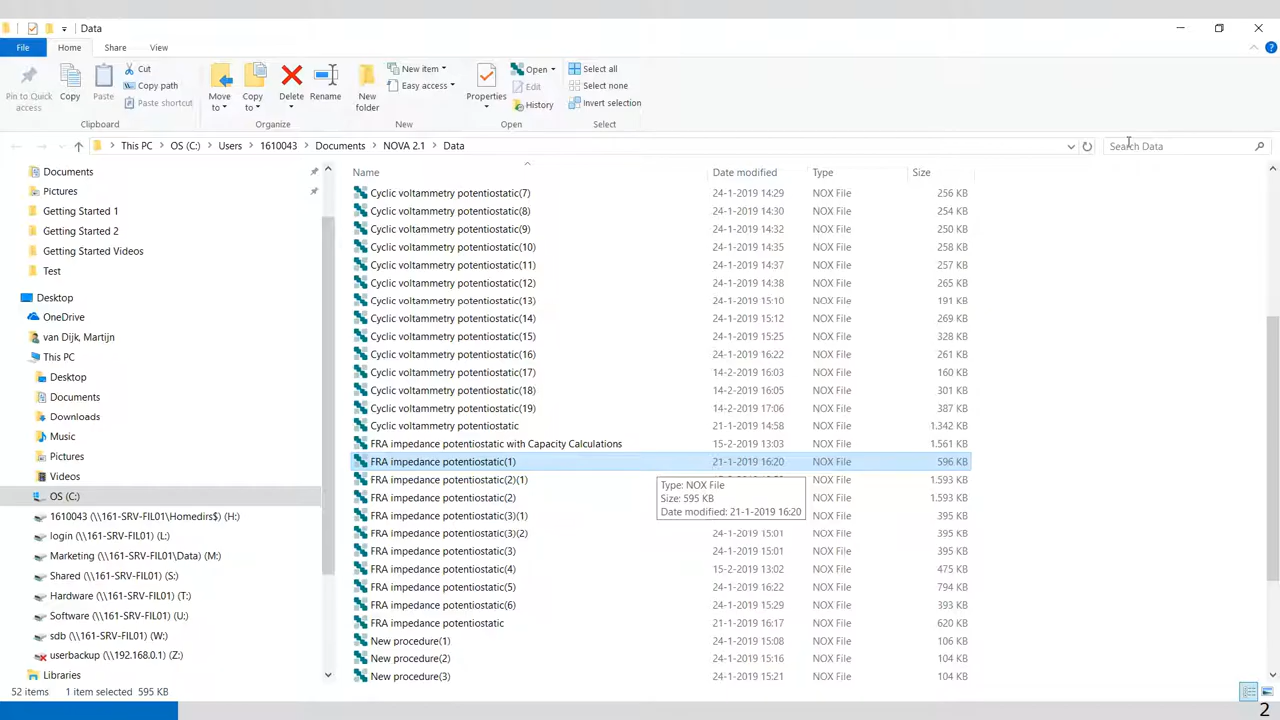 Data
File Home Share View
Pin to Quick access
Copy
Paste
Cut
Copy path
Paste shortcut
Clipboard
Move to
Copy to
Delete
Rename
Organize
New folder
New item
Easy access
New
Properties
Open
Edit
History
Open
Select all
Select none
Invert selection
Select
This PC > OS (C:) > Users > 1610043 > Documents > NOVA 2.1 > Data
Search Data
Documents
Pictures
Getting Started 1
Getting Started 2
Getting Started Videos
Test
Desktop
OneDrive
van Dijk, Martijn
This PC
Desktop
Documents
Downloads
Music
Pictures
Videos
OS (C:)
1610043 (\\161-SRV-FIL01\Homedirs$) (H:)
login (\\161-SRV-FIL01) (L:)
Marketing (\\161-SRV-FIL01\Data) (M:)
Shared (\\161-SRV-FIL01) (S:)
Hardware (\\161-SRV-FIL01) (T:)
Software (\\161-SRV-FIL01) (U:)
sdb (\\161-SRV-FIL01) (W:)
userbackup (\\192.168.0.1) (Z:)
Libraries
Name Date modified Type Size
Cyclic voltammetry potentiostatic(7) 24-1-2019 14:29 NOX File 256 KB
Cyclic voltammetry potentiostatic(8) 24-1-2019 14:30 NOX File 254 KB
Cyclic voltammetry potentiostatic(9) 24-1-2019 14:32 NOX File 250 KB
Cyclic voltammetry potentiostatic(10) 24-1-2019 14:35 NOX File 258 KB
Cyclic voltammetry potentiostatic(11) 24-1-2019 14:37 NOX File 257 KB
Cyclic voltammetry potentiostatic(12) 24-1-2019 14:38 NOX File 265 KB
Cyclic voltammetry potentiostatic(13) 24-1-2019 15:10 NOX File 191 KB
Cyclic voltammetry potentiostatic(14) 24-1-2019 15:12 NOX File 269 KB
Cyclic voltammetry potentiostatic(15) 24-1-2019 15:25 NOX File 328 KB
Cyclic voltammetry potentiostatic(16) 24-1-2019 16:22 NOX File 261 KB
Cyclic voltammetry potentiostatic(17) 14-2-2019 16:03 NOX File 160 KB
Cyclic voltammetry potentiostatic(18) 14-2-2019 16:05 NOX File 301 KB
Cyclic voltammetry potentiostatic(19) 14-2-2019 17:06 NOX File 387 KB
Cyclic voltammetry potentiostatic 21-1-2019 14:58 NOX File 1.342 KB
FRA impedance potentiostatic with Capacity Calculations 15-2-2019 13:03 NOX File 1.561 KB
FRA impedance potentiostatic(1) 21-1-2019 16:20 NOX File 596 KB
FRA impedance potentiostatic(2)(1) NOX File 1.593 KB
FRA impedance potentiostatic(2) NOX File 1.593 KB
FRA impedance potentiostatic(3)(1) NOX File 395 KB
FRA impedance potentiostatic(3)(2) 24-1-2019 15:01 NOX File 395 KB
FRA impedance potentiostatic(3) 24-1-2019 15:01 NOX File 395 KB
FRA impedance potentiostatic(4) 15-2-2019 13:02 NOX File 475 KB
FRA impedance potentiostatic(5) 24-1-2019 16:22 NOX File 794 KB
FRA impedance potentiostatic(6) 24-1-2019 15:29 NOX File 393 KB
FRA impedance potentiostatic 21-1-2019 16:17 NOX File 620 KB
New procedure(1) 24-1-2019 15:08 NOX File 106 KB
New procedure(2) 24-1-2019 15:16 NOX File 104 KB
New procedure(3) 24-1-2019 15:21 NOX File 104 KB
Type: NOX File
Size: 595 KB
Date modified: 21-1-2019 16:20
52 items 1 item selected 595 KB
2